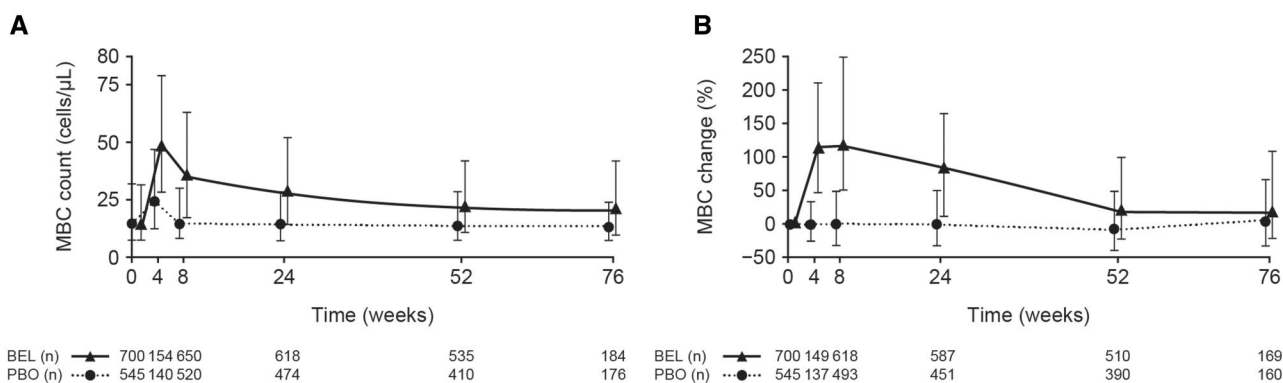 A
MBC count (cells/μL)
80
75
50
25
0
0 4 8 24 52 76
Time (weeks)
BEL (n) 700 154 650 618 535 184
PBO (n) 545 140 520 474 410 176
B
MBC change (%)
250
200
150
100
50
0
−50
0 4 8 24 52 76
Time (weeks)
BEL (n) 700 149 618 587 510 169
PBO (n) 545 137 493 451 390 160